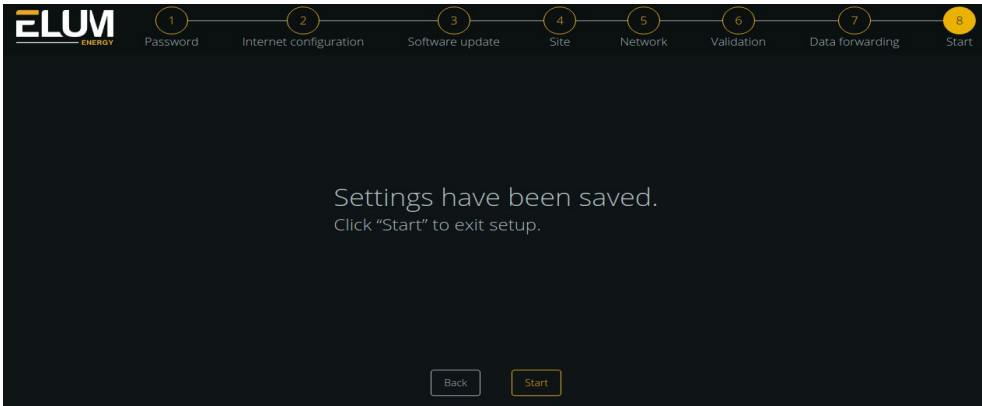 ELUM
ENERGY
1 2 3 4 5 6 7 8
Password Internet configuration Software update Site Network Validation Data forwarding Start
Settings have been saved.
Click “Start” to exit setup.
Back Start